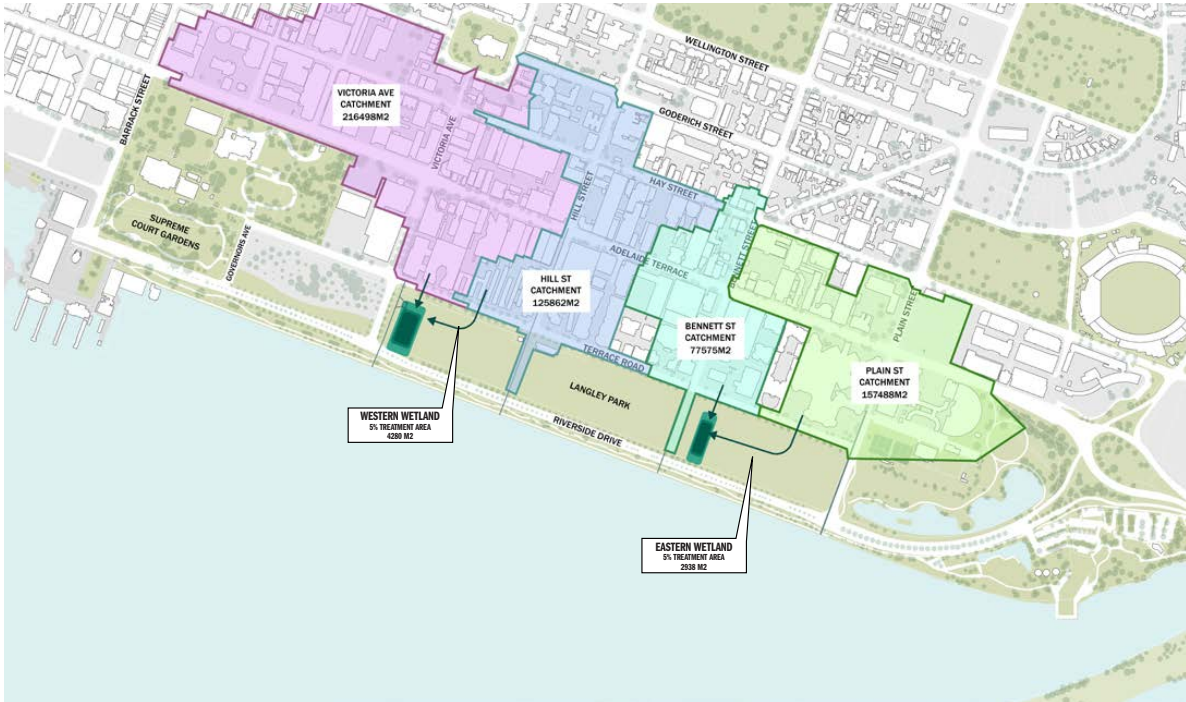 WELLINGTON STREET
VICTORIA AVE
CATCHMENT
216498M2
BARRACK STREET
GODERICH STREET
VICTORIA AVE
HAY STREET
HILL STREET
SUPREME
COURT GARDENS
GOVERNORS AVE
ADELAIDE TERRACE
BENNETT STREET
HILL ST
CATCHMENT
125862M2
PLAIN STREET
BENNETT ST
CATCHMENT
77575M2
TERRACE ROAD
PLAIN ST
CATCHMENT
157488M2
LANGLEY PARK
WESTERN WETLAND
5% TREATMENT AREA
4280 M2
RIVERSIDE DRIVE
EASTERN WETLAND
5% TREATMENT AREA
2938 M2